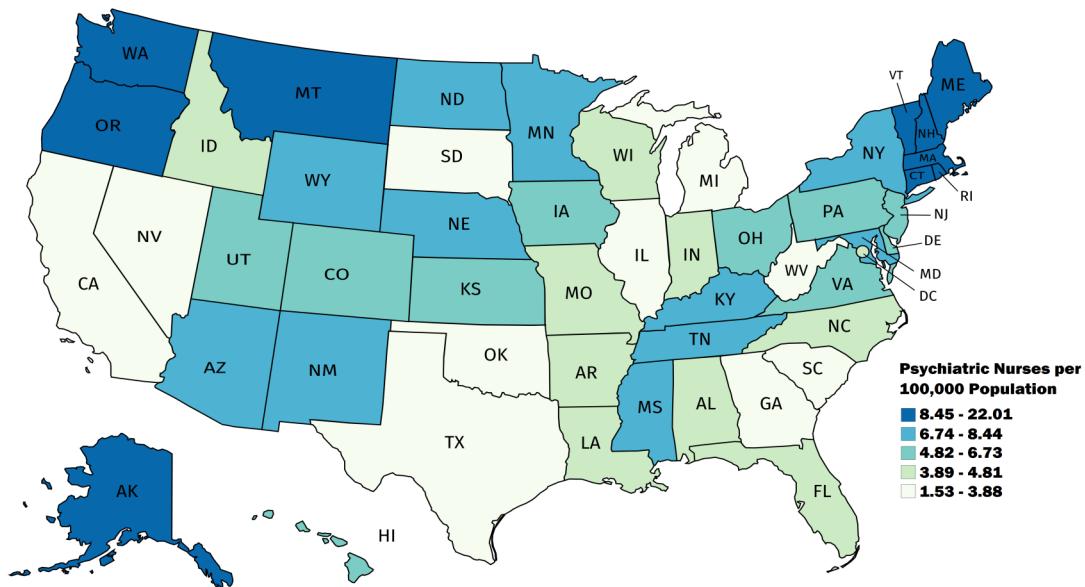 WA
MT
ND
MN
VT
ME
OR
ID
SD
WI
MI
NY
NH
MA
CT
RI
WY
NE
IA
PA
NJ
NV
UT
CO
KS
IL
IN
OH
DE
MD
DC
WV
VA
CA
MO
KY
NC
AZ
NM
OK
AR
TN
SC
TX
LA
MS
AL
GA
FL
AK
HI
Psychiatric Nurses per
100,000 Population
8.45 - 22.01
6.74 - 8.44
4.82 - 6.73
3.89 - 4.81
1.53 - 3.88